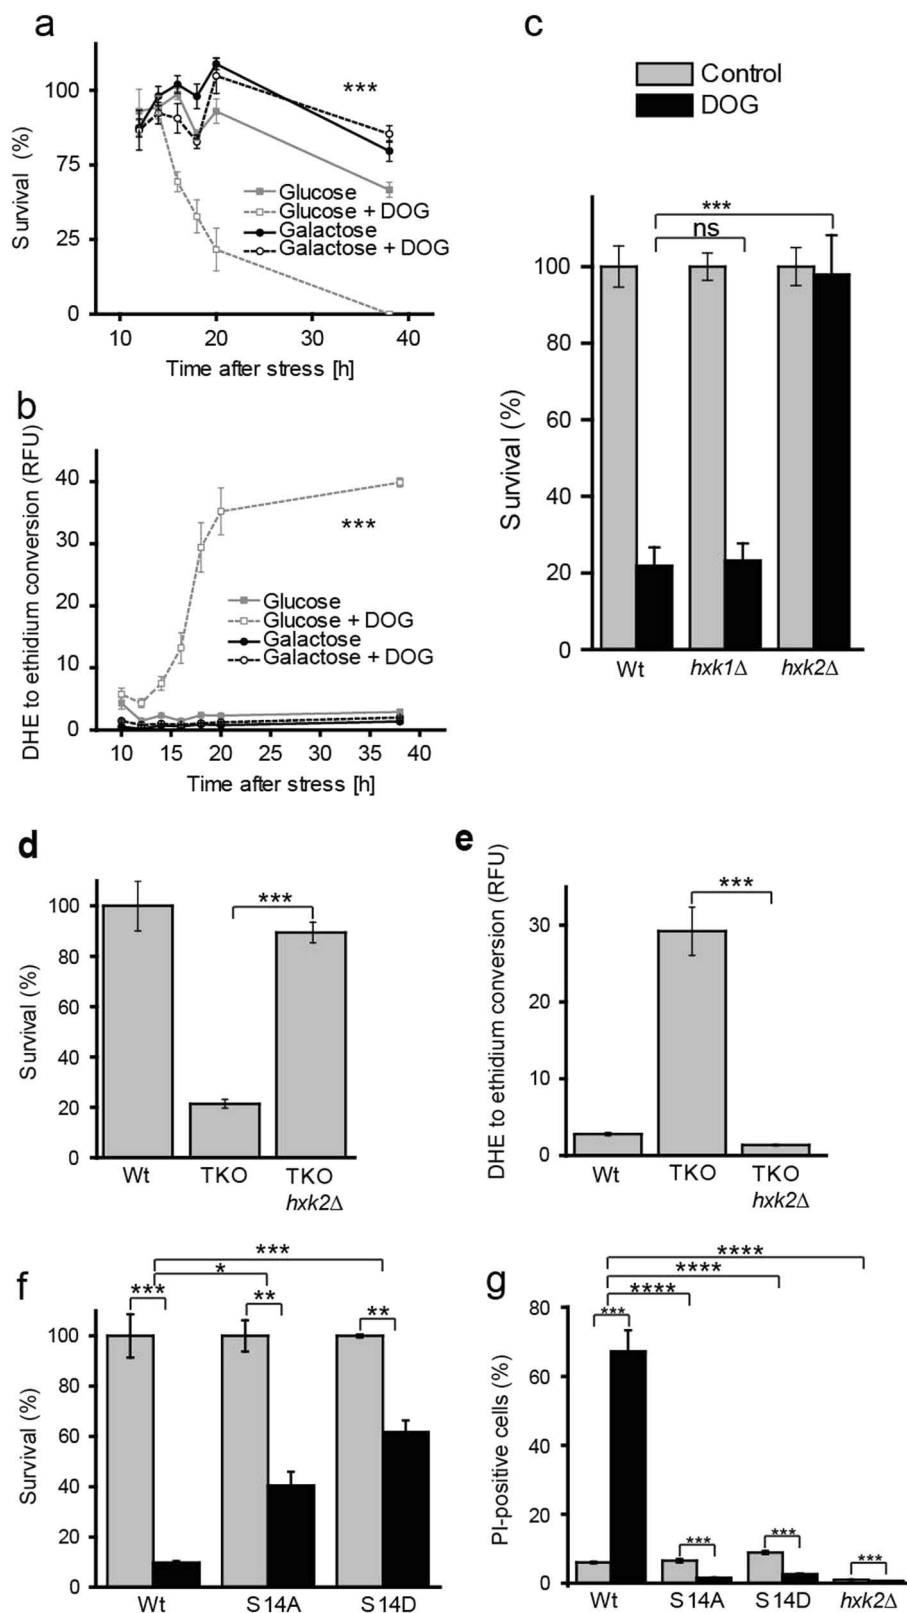 a
Survival (%)
100
75
25
0
***
Glucose
Glucose + DOG
Galactose
Galactose + DOG
10 20 30 40
Time after stress [h]
b
DHE to ethidium conversion (RFU)
40
30
20
10
0
***
Glucose
Glucose + DOG
Galactose
Galactose + DOG
10 15 20 25 30 35 40
Time after stress [h]
c
Control
DOG
Survival (%)
100
80
60
40
20
0
***
ns
Wt hxk1Δ hxk2Δ
d
Survival (%)
100
80
60
40
20
0
***
Wt TKO TKO
hxk2Δ
e
DHE to ethidium conversion (RFU)
30
20
10
0
***
Wt TKO TKO
hxk2Δ
f
Survival (%)
100
80
60
40
20
0
***
*
*** ** **
Wt S14A S14D
g
PI-positive cells (%)
80
60
40
20
0
****
****
****
***
*** *** ***
Wt S14A S14D hxk2Δ